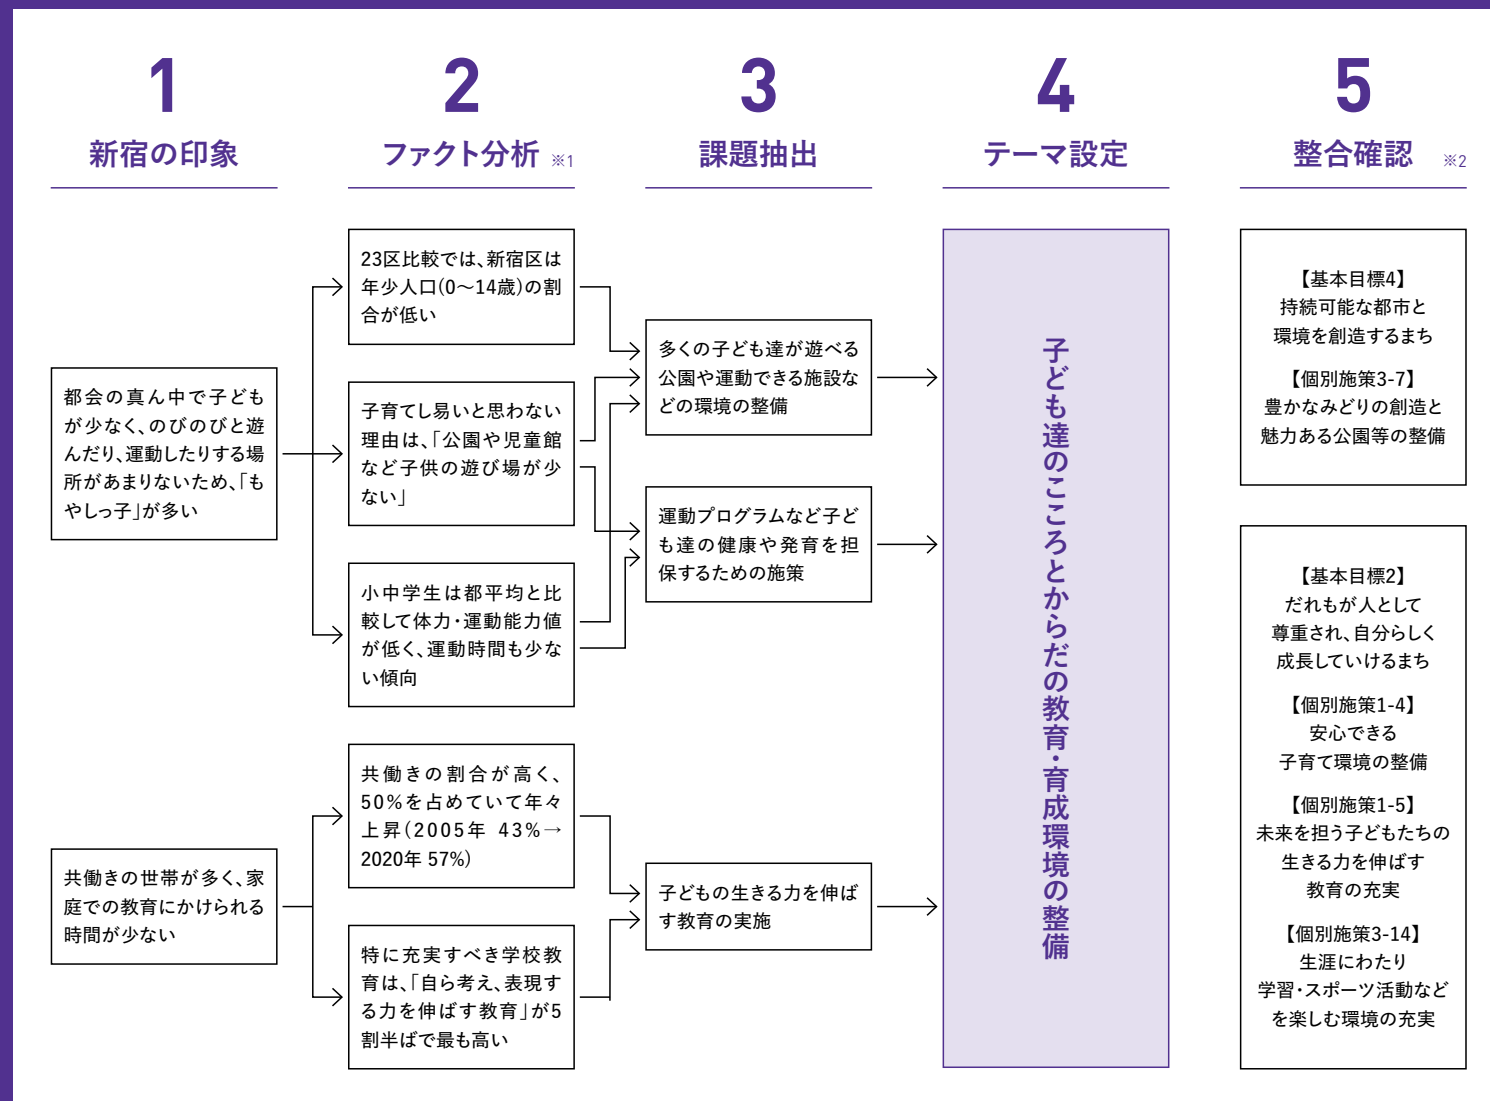 1
新宿の印象
都会の真ん中で子ども
が少なく、のびのびと遊
んだり、運動したりする場
所があまりないため、「も
やしっ子」が多い
共働きの世帯が多く、家
庭での教育にかけられる
時間が少ない
2
ファクト分析 ※1
23区比較では、新宿区は
年少人口(0〜14歳)の割
合が低い
子育てし易いと思わない
理由は、「公園や児童館
など子供の遊び場が少
ない」
小中学生は都平均と比
較して体力・運動能力値
が低く、運動時間も少な
い傾向
共働きの割合が高く、
50%を占めていて年々
上昇(2005年 43%→
2020年 57%)
特に充実すべき学校教
育は、「自ら考え、表現す
る力を伸ばす教育」が5
割半ばで最も高い
3
課題抽出
多くの子ども達が遊べる
公園や運動できる施設な
どの環境の整備
運動プログラムなど子ど
も達の健康や発育を担
保するための施策
子どもの生きる力を伸ば
す教育の実施
4
テーマ設定
子ども達のこころとからだの教育・育成環境の整備
5
整合確認 ※2
【基本目標4】
持続可能な都市と
環境を創造するまち
【個別施策3-7】
豊かなみどりの創造と
魅力ある公園等の整備
【基本目標2】
だれもが人として
尊重され、自分らしく
成長していけるまち
【個別施策1-4】
安心できる
子育て環境の整備
【個別施策1-5】
未来を担う子どもたちの
生きる力を伸ばす
教育の充実
【個別施策3-14】
生涯にわたり
学習・スポーツ活動など
を楽しむ環境の充実